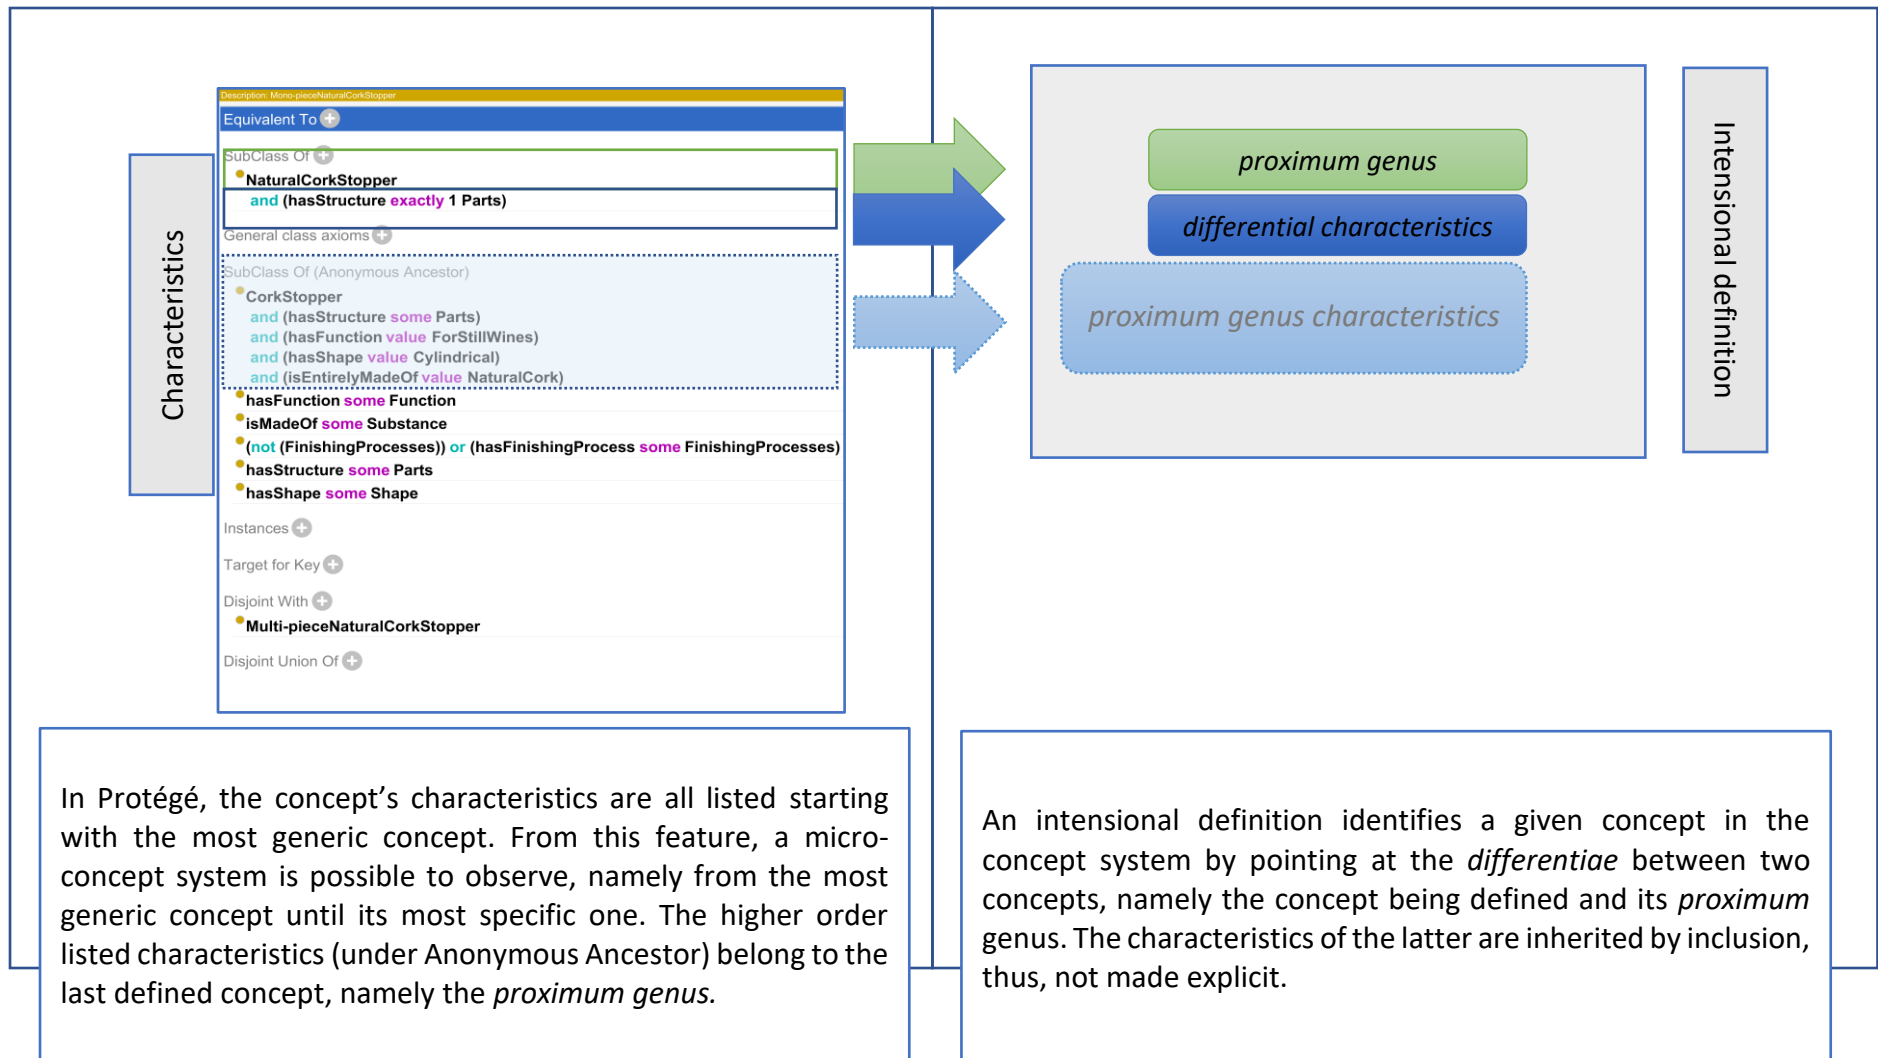 Characteristics
Description: Mono-pieceNaturalCorkStopper
Equivalent To
SubClass Of
NaturalCorkStopper
and (hasStructure exactly 1 Parts)
General class axioms
SubClass Of (Anonymous Ancestor)
CorkStopper
and (hasStructure some Parts)
and (hasFunction value ForStillWines)
and (hasShape value Cylindrical)
and (isEntirelyMadeOf value NaturalCork)
hasFunction some Function
isMadeOf some Substance
(not (FinishingProcesses)) or (hasFinishingProcess some FinishingProcesses)
hasStructure some Parts
hasShape some Shape
Instances
Target for Key
Disjoint With
Multi-pieceNaturalCorkStopper
Disjoint Union Of
In Protégé, the concept’s characteristics are all listed starting
with the most generic concept. From this feature, a micro-
concept system is possible to observe, namely from the most
generic concept until its most specific one. The higher order
listed characteristics (under Anonymous Ancestor) belong to the
last defined concept, namely the proximum genus.
proximum genus
differential characteristics
proximum genus characteristics
Intensional definition
An intensional definition identifies a given concept in the
concept system by pointing at the differentiae between two
concepts, namely the concept being defined and its proximum
genus. The characteristics of the latter are inherited by inclusion,
thus, not made explicit.